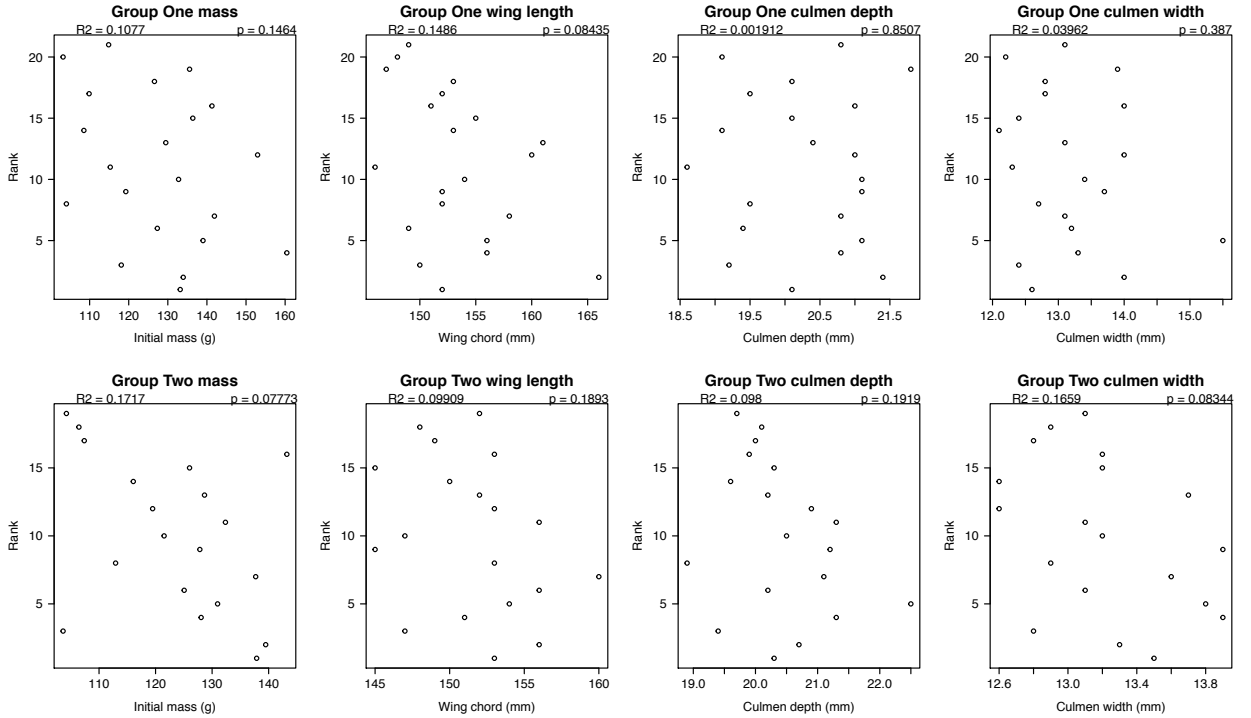 Group One mass
R2 = 0.1077 p = 0.1464
Rank
20
15
10
5
110 120 130 140 150 160
Initial mass (g)
Group One wing length
R2 = 0.1486 p = 0.08435
Rank
20
15
10
5
150 155 160 165
Wing chord (mm)
Group One culmen depth
R2 = 0.001912 p = 0.8507
Rank
20
15
10
5
18.5 19.5 20.5 21.5
Culmen depth (mm)
Group One culmen width
R2 = 0.03962 p = 0.387
Rank
20
15
10
5
12.0 13.0 14.0 15.0
Culmen width (mm)
Group Two mass
R2 = 0.1717 p = 0.07773
Rank
15
10
5
110 120 130 140
Initial mass (g)
Group Two wing length
R2 = 0.09909 p = 0.1893
Rank
15
10
5
145 150 155 160
Wing chord (mm)
Group Two culmen depth
R2 = 0.098 p = 0.1919
Rank
15
10
5
19.0 20.0 21.0 22.0
Culmen depth (mm)
Group Two culmen width
R2 = 0.1659 p = 0.08344
Rank
15
10
5
12.6 13.0 13.4 13.8
Culmen width (mm)